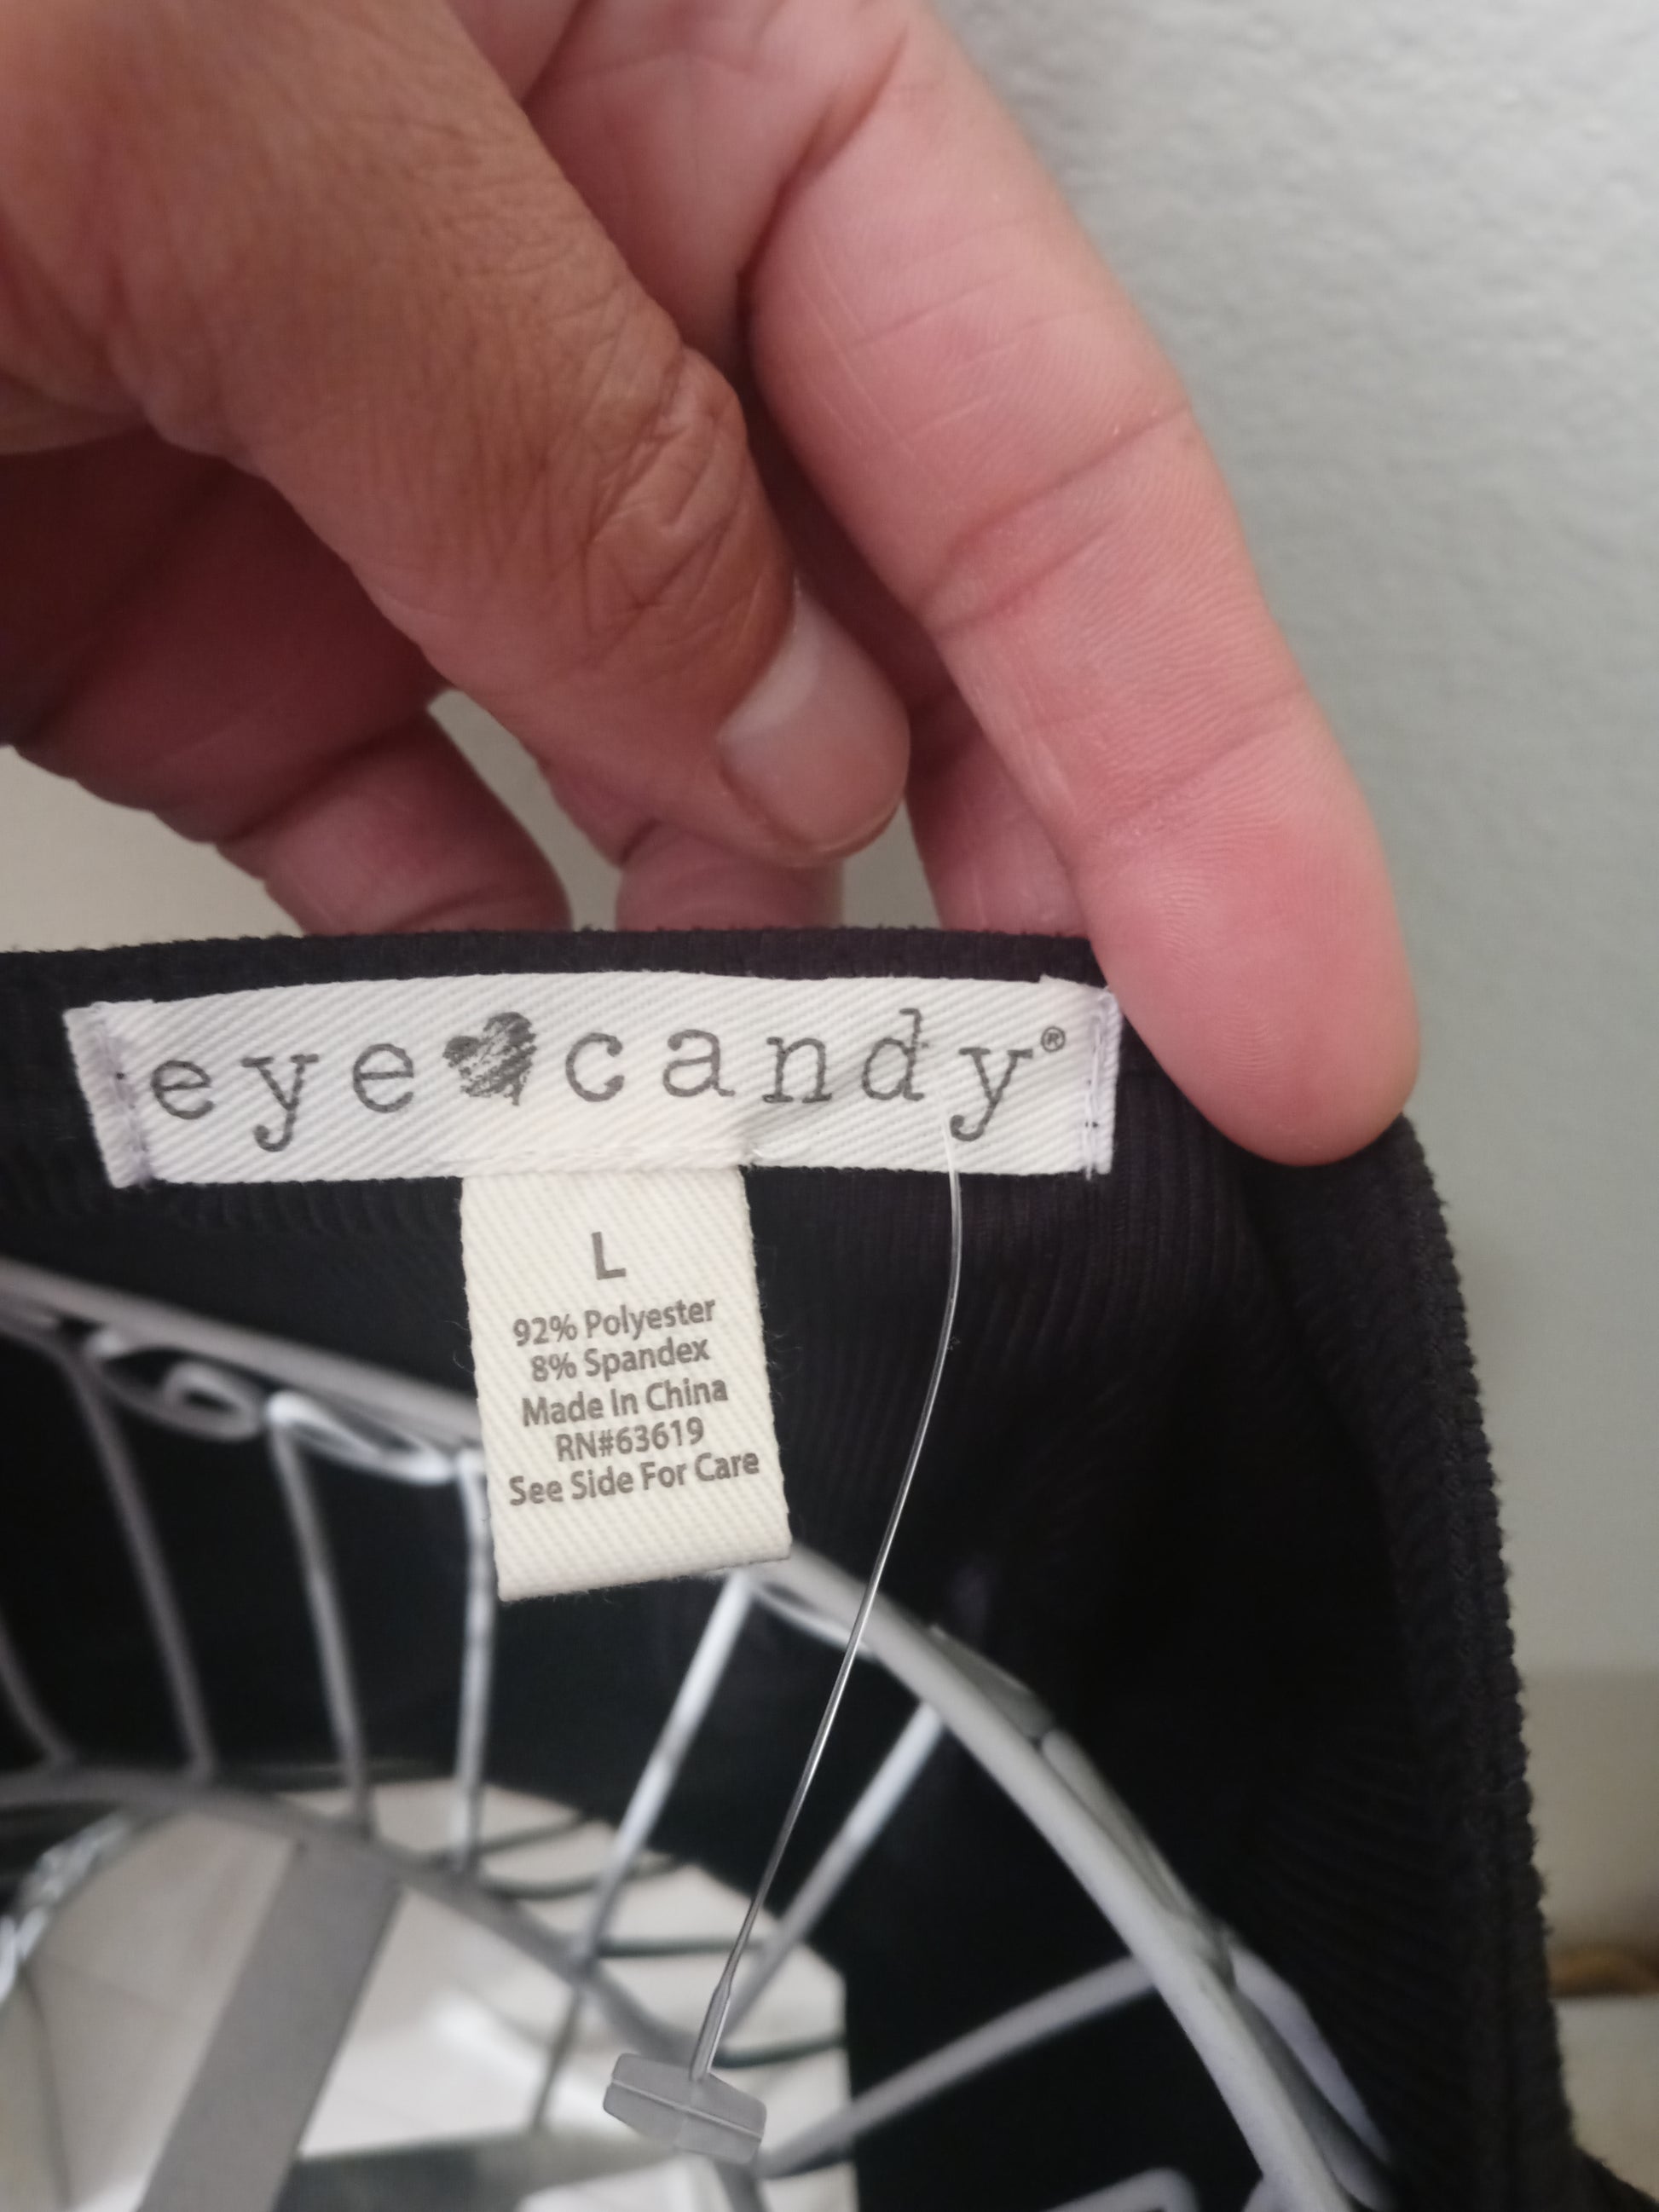 eye candy®
L
92% Polyester
8% Spandex
Made In China
RN#63619
See Side For Care